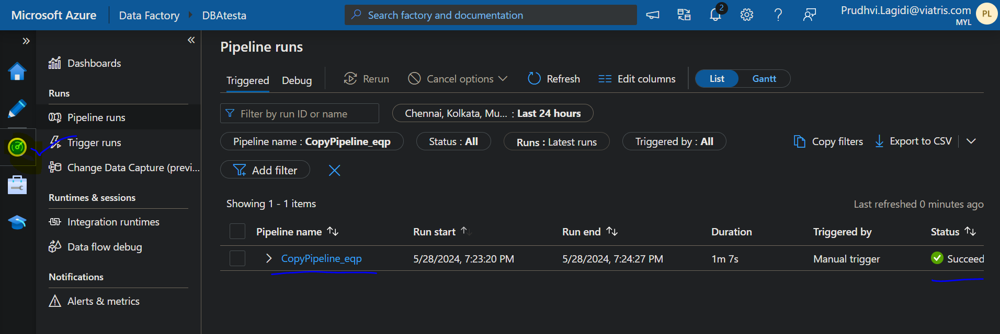 Microsoft Azure Data Factory DBAtesta Search factory and documentation 2 Prudhvi.Lagidi@viatris.com PL
MYL
Dashboards
Runs
Pipeline runs
Trigger runs
Change Data Capture (previ...
Runtimes & sessions
Integration runtimes
Data flow debug
Notifications
Alerts & metrics
Pipeline runs
Triggered Debug Rerun Cancel options Refresh Edit columns List Gantt
Filter by run ID or name Chennai, Kolkata, Mu... : Last 24 hours
Pipeline name : CopyPipeline_eqp Status : All Runs : Latest runs Triggered by : All Copy filters Export to CSV
Add filter
Showing 1 - 1 items Last refreshed 0 minutes ago
Pipeline name Run start Run end Duration Triggered by Status
CopyPipeline_eqp 5/28/2024, 7:23:20 PM 5/28/2024, 7:24:27 PM 1m 7s Manual trigger Succeed